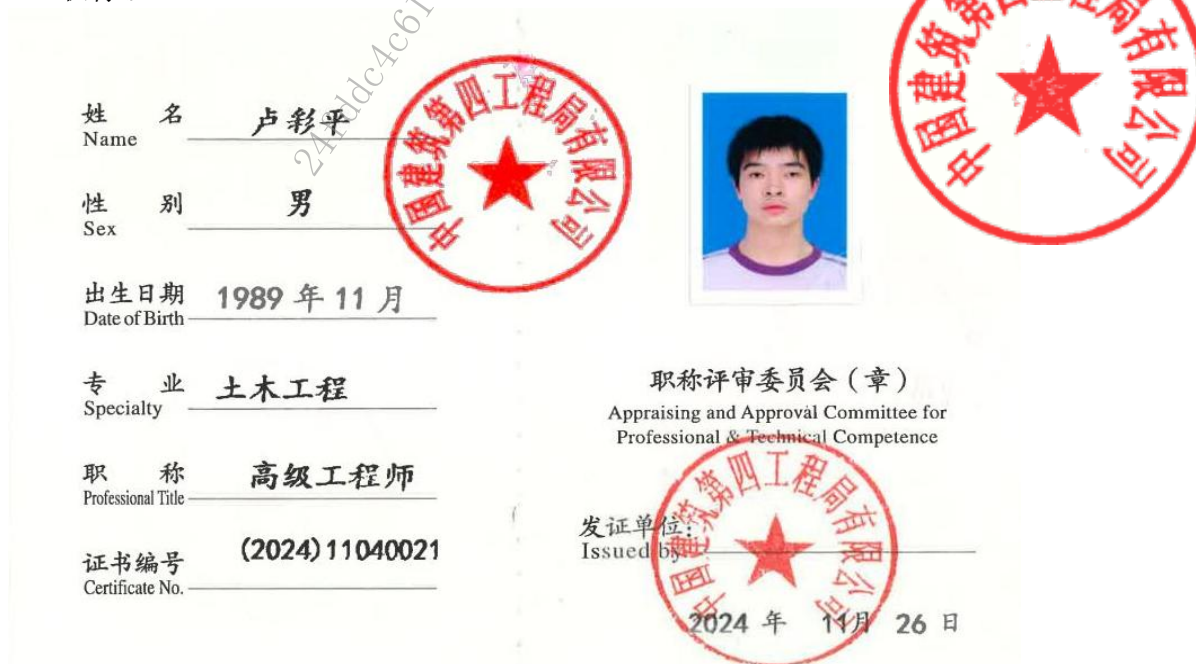 姓 名 卢彩平
Name
性 别 男
Sex
出生日期 1989 年 11 月
Date of Birth
专 业 土木工程
Specialty
职 称 高级工程师
Professional Title
证书编号 (2024)11040021
Certificate No.
中国建筑第四工程局有限公司
中国建筑第四工程局有限公司
职称评审委员会（章）
Appraising and Approval Committee for
Professional & Technical Competence
发证单位:
Issued by
中国建筑第四工程局有限公司
2024 年 11月 26 日